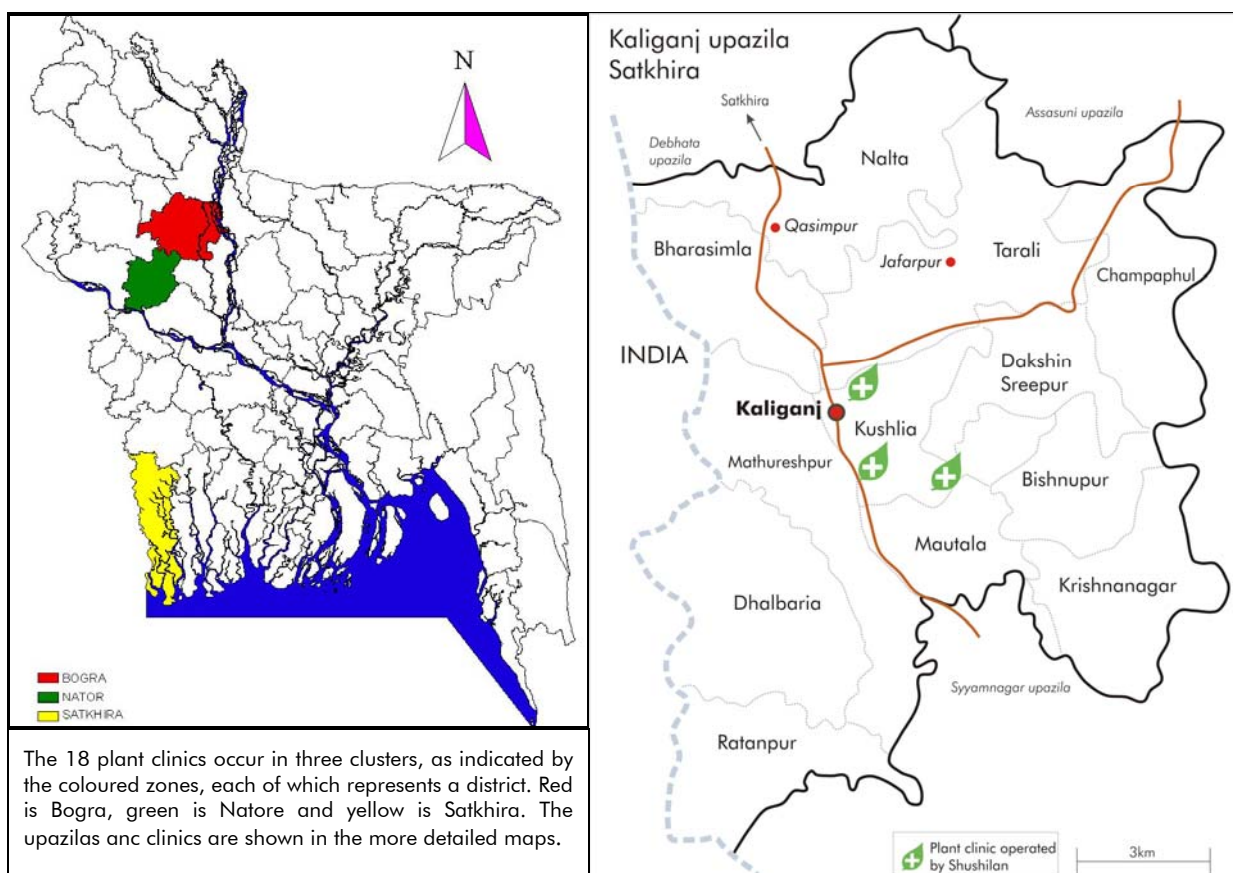 N
BOGRA
NATOR
SATKHIRA
The 18 plant clinics occur in three clusters, as indicated by
the coloured zones, each of which represents a district. Red
is Bogra, green is Natore and yellow is Satkhira. The
upazilas anc clinics are shown in the more detailed maps.
Kaliganj upazila
Satkhira
Satkhira
Debhata
upazila
Assasuni upazila
Nalta
Qasimpur
Bharasimla
Jafarpur
Tarali
Champaphul
INDIA
Dakshin
Sreepur
Kaliganj
Kushlia
Mathureshpur
Bishnupur
Mautala
Krishnanagar
Dhalbaria
Syyamnagar upazila
Ratanpur
Plant clinic operated
by Shushilan
3km